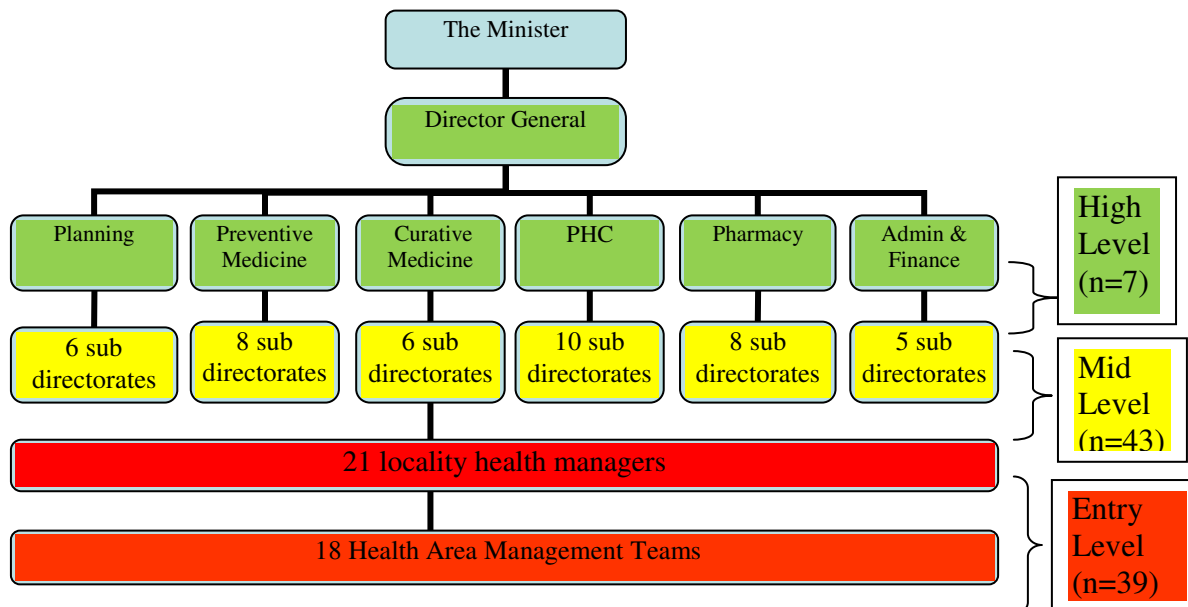 The Minister
Director General
Planning
Preventive
Medicine
Curative
Medicine
PHC
Pharmacy
Admin &
Finance
High
Level
(n=7)
6 sub
directorates
8 sub
directorates
6 sub
directorates
10 sub
directorates
8 sub
directorates
5 sub
directorates
Mid
Level
(n=43)
21 locality health managers
18 Health Area Management Teams
Entry
Level
(n=39)